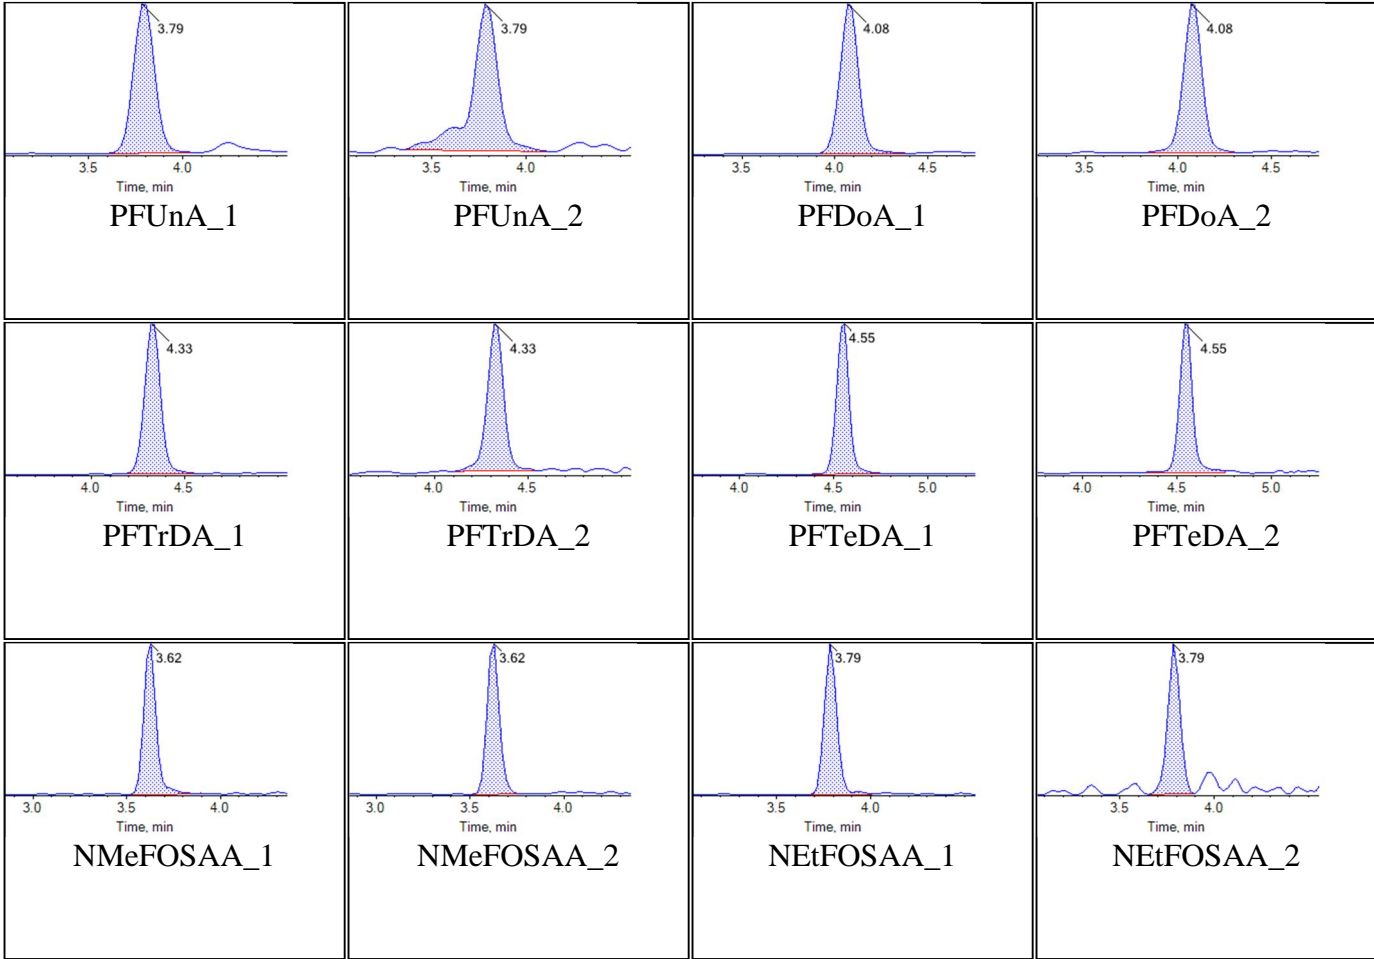 3.79
3.5 4.0
Time, min
PFUnA_1
3.79
3.5 4.0
Time, min
PFUnA_2
4.08
3.5 4.0 4.5
Time, min
PFDoA_1
4.08
3.5 4.0 4.5
Time, min
PFDoA_2
4.33
4.0 4.5
Time, min
PFTrDA_1
4.33
4.0 4.5
Time, min
PFTrDA_2
4.55
4.0 4.5 5.0
Time, min
PFTeDA_1
4.55
4.0 4.5 5.0
Time, min
PFTeDA_2
3.62
3.0 3.5 4.0
Time, min
NMeFOSAA_1
3.62
3.0 3.5 4.0
Time, min
NMeFOSAA_2
3.79
3.5 4.0
Time, min
NEtFOSAA_1
3.79
3.5 4.0
Time, min
NEtFOSAA_2